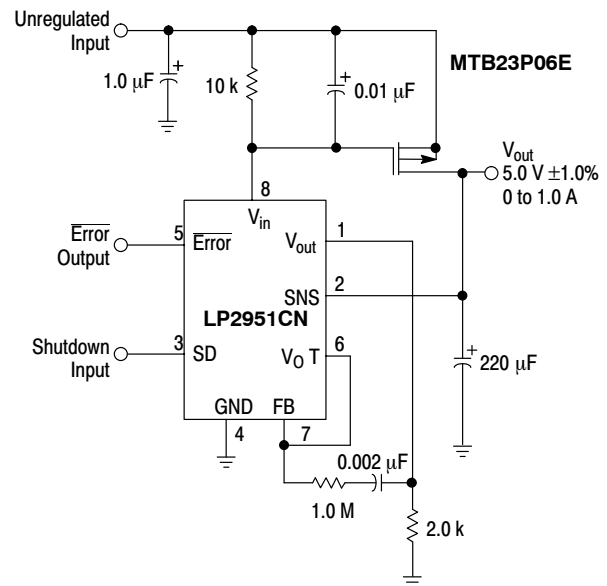 Unregulated
Input
1.0 μF
+
10 k
+
0.01 μF
MTB23P06E
Vout
5.0 V ±1.0%
0 to 1.0 A
8
Vin
Error
Output
5
Error
Vout
1
SNS
2
LP2951CN
Shutdown
Input
3
SD
VO T
6
+
220 μF
GND
FB
4
7
0.002 μF
1.0 M
2.0 k